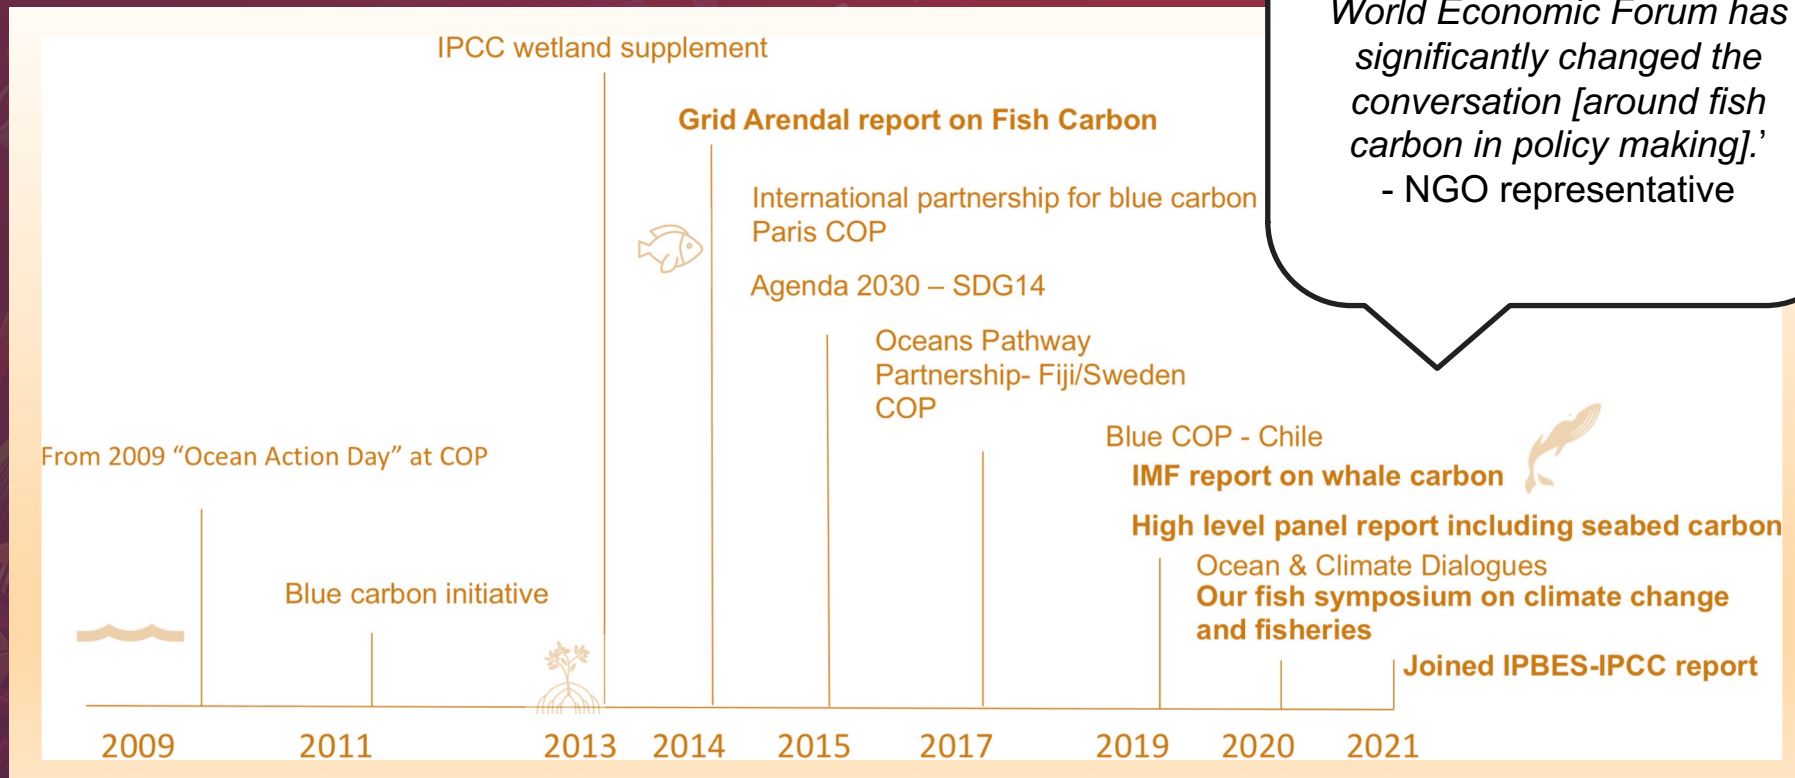 World Economic Forum has
significantly changed the
conversation [around fish
carbon in policy making].’
- NGO representative
IPCC wetland supplement
Grid Arendal report on Fish Carbon
International partnership for blue carbon
Paris COP
Agenda 2030 – SDG14
Oceans Pathway
Partnership- Fiji/Sweden
COP
From 2009 “Ocean Action Day” at COP
Blue COP - Chile
IMF report on whale carbon
High level panel report including seabed carbon
Ocean & Climate Dialogues
Our fish symposium on climate change
and fisheries
Blue carbon initiative
Joined IPBES-IPCC report
2009 2011 2013 2014 2015 2017 2019 2020 2021